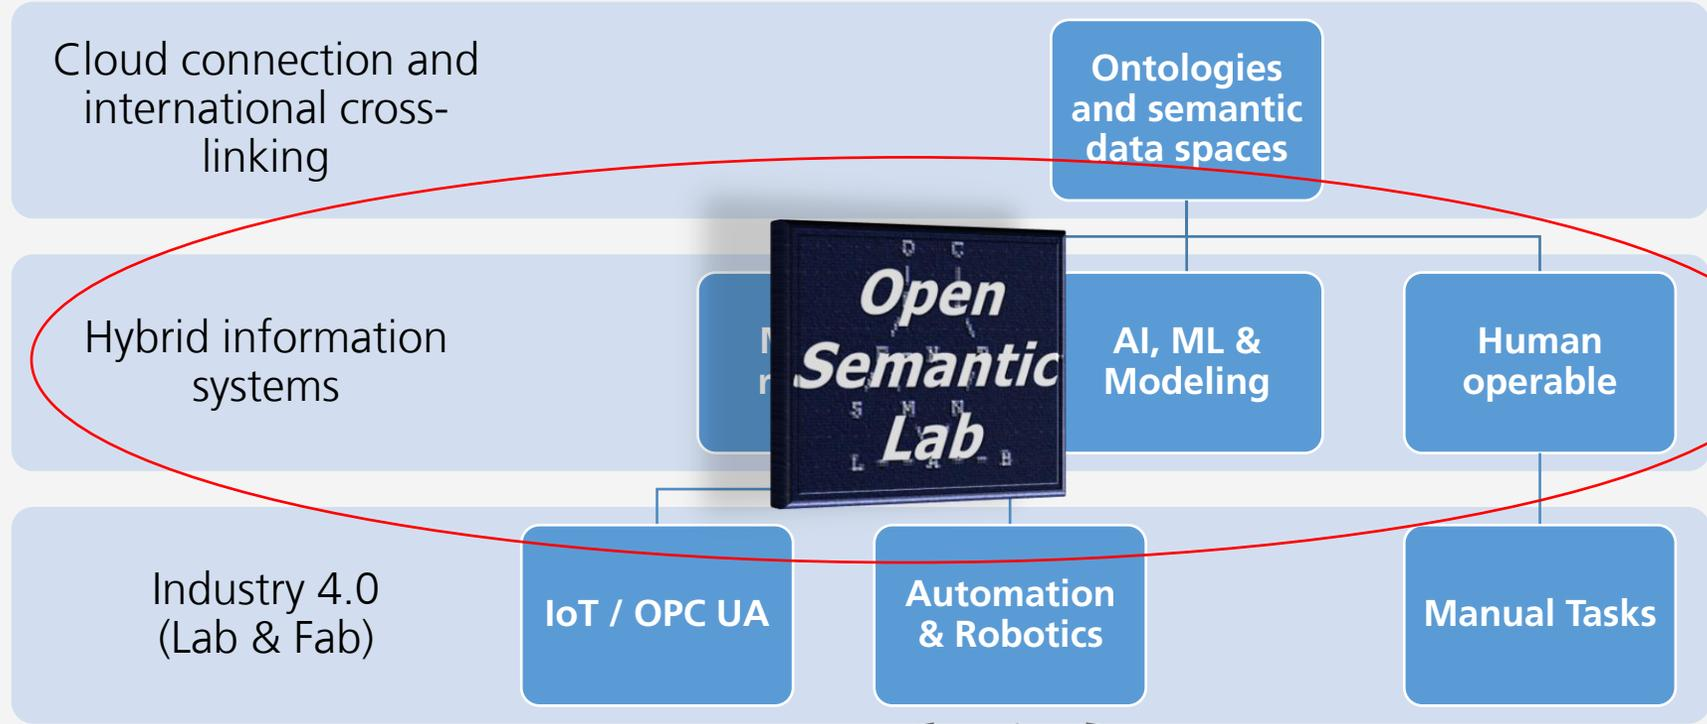 Cloud connection and
international cross-
linking
Ontologies
and semantic
data spaces
Hybrid information
systems
Open
Semantic
Lab
AI, ML &
Modeling
Human
operable
Industry 4.0
(Lab & Fab)
IoT / OPC UA
Automation
& Robotics
Manual Tasks